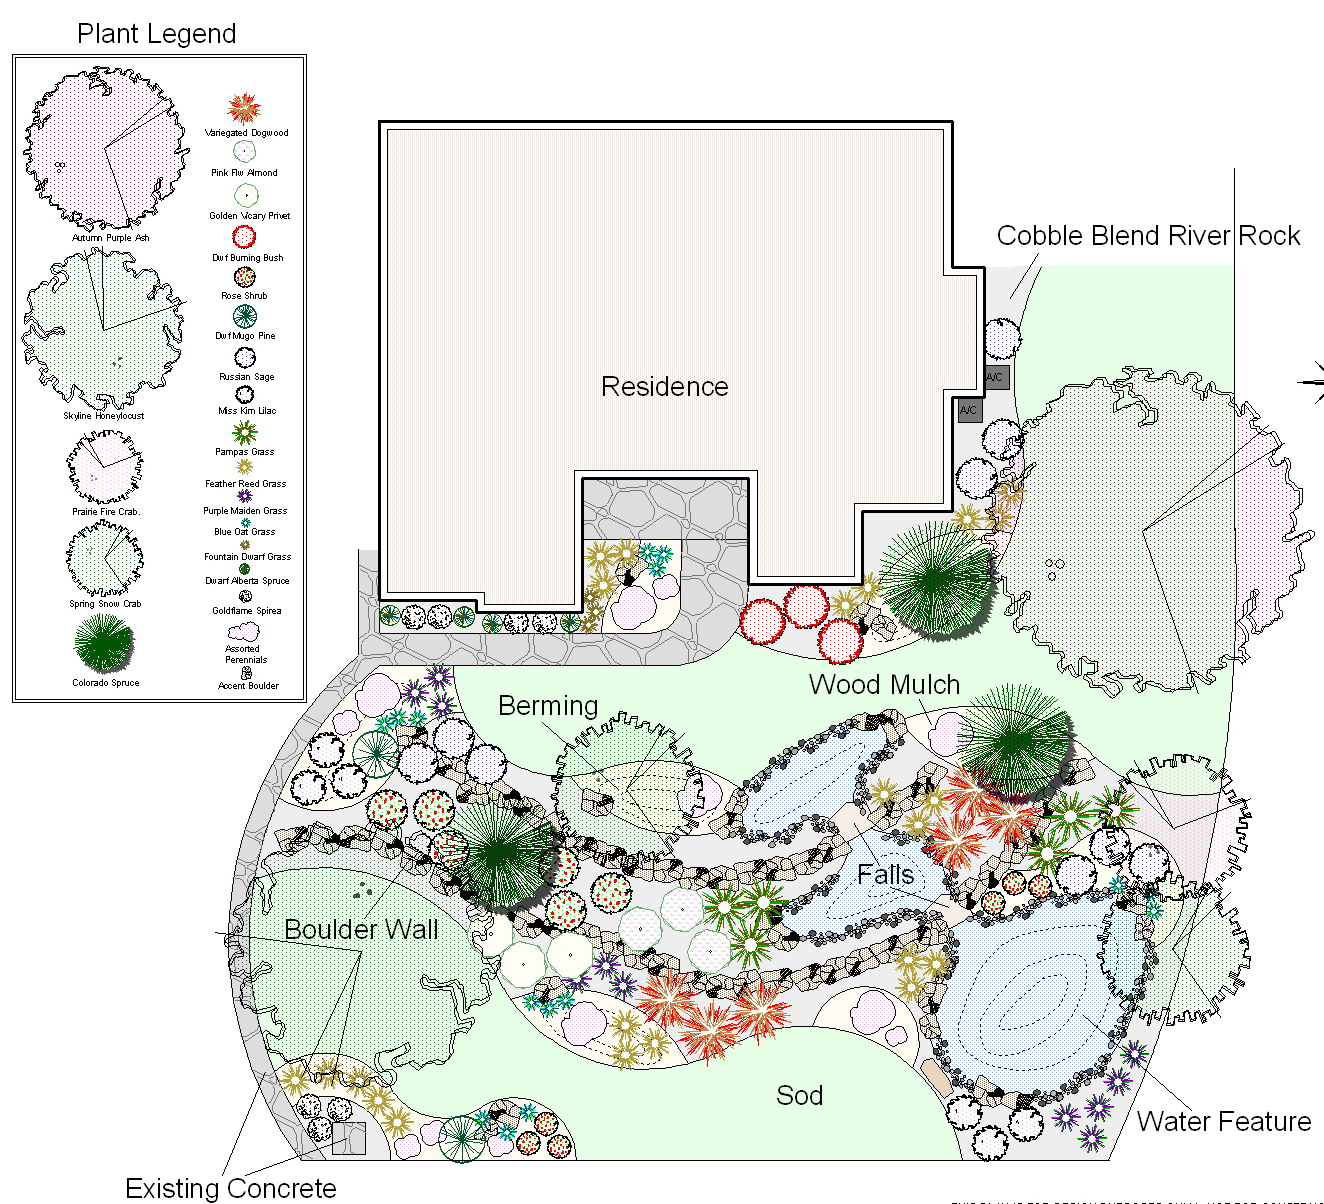 Plant Legend
Autumn Purple Ash
Skyline Honeylocust
Prairie Fire Crab.
Spring Snow Crab
Colorado Spruce
Variegated Dogwood
Pink Flw Almond
Golden Vicary Privet
Dwf Burning Bush
Rose Shrub
Dwf Mugo Pine
Russian Sage
Miss Kim Lilac
Pampas Grass
Feather Reed Grass
Purple Maiden Grass
Blue Oat Grass
Fountain Dwarf Grass
Dwarf Alberta Spruce
Goldflame Spirea
Assorted
Perennials
Accent Boulder
Cobble Blend River Rock
Residence
A/C
A/C
Wood Mulch
Berming
Falls
Boulder Wall
Sod
Water Feature
Existing Concrete